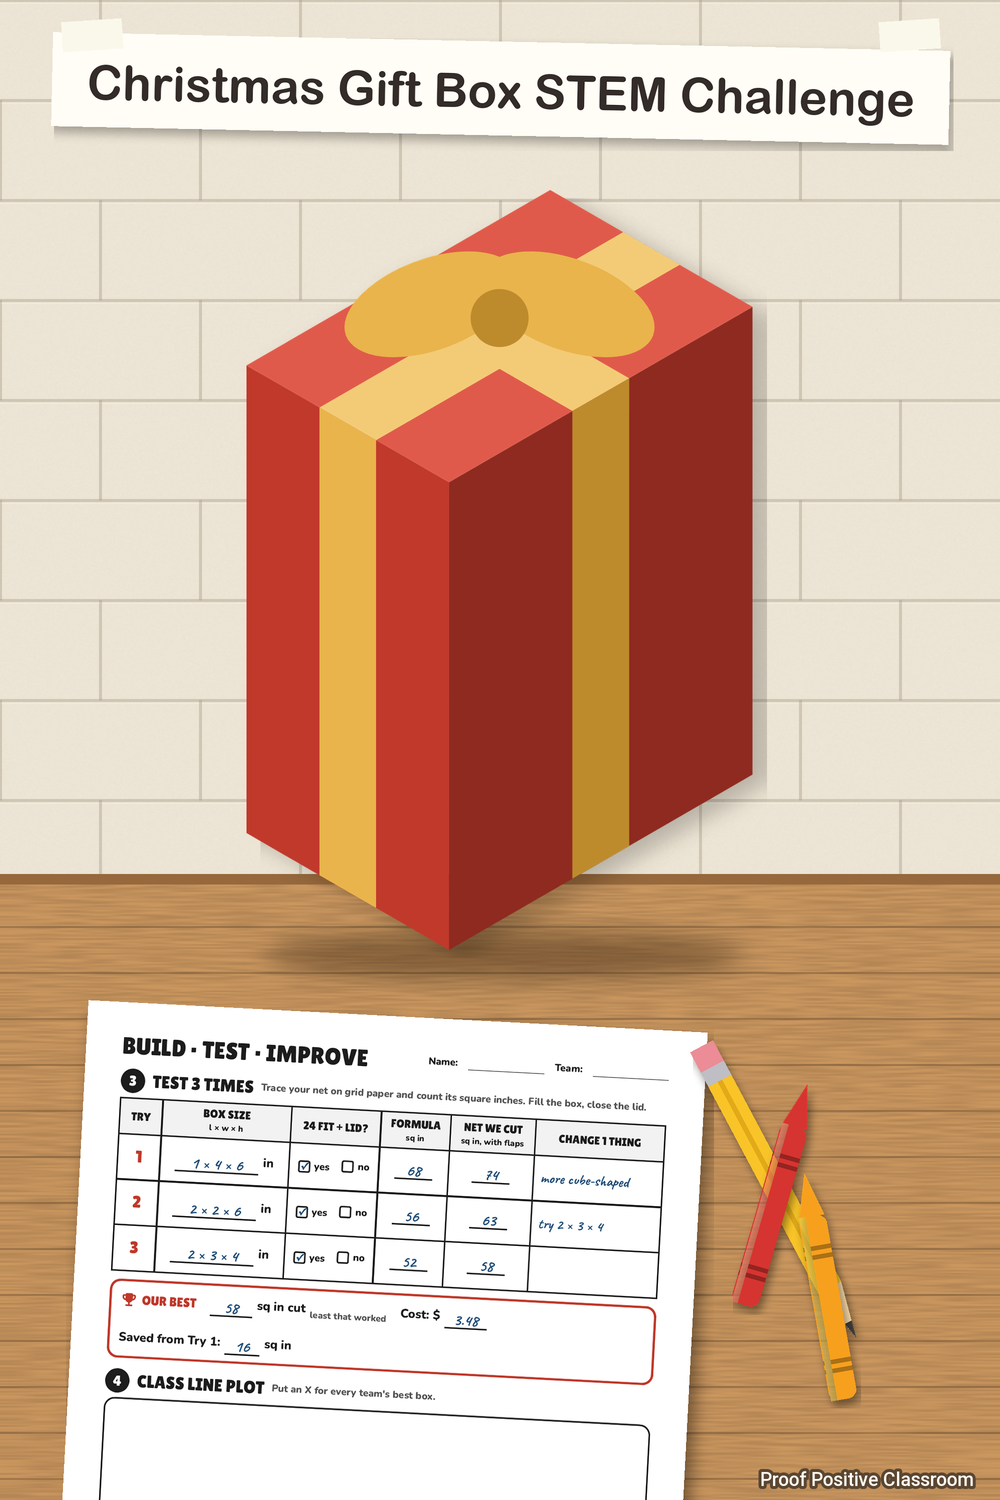 Christmas Gift Box STEM Challenge
BUILD · TEST · IMPROVE
Name: Team:
3 TEST 3 TIMES Trace your net on grid paper and count its square inches. Fill the box, close the lid.
TRY BOX SIZE l × w × h 24 FIT + LID? FORMULA sq in NET WE CUT sq in, with flaps CHANGE 1 THING
1 1 × 4 × 6 in yes no 68 74 more cube-shaped
2 2 × 2 × 6 in yes no 56 63 try 2 × 3 × 4
3 2 × 3 × 4 in yes no 52 58
OUR BEST 58 sq in cut least that worked Cost: $ 3.48
Saved from Try 1: 16 sq in
4 CLASS LINE PLOT Put an X for every team's best box.
Proof Positive Classroom